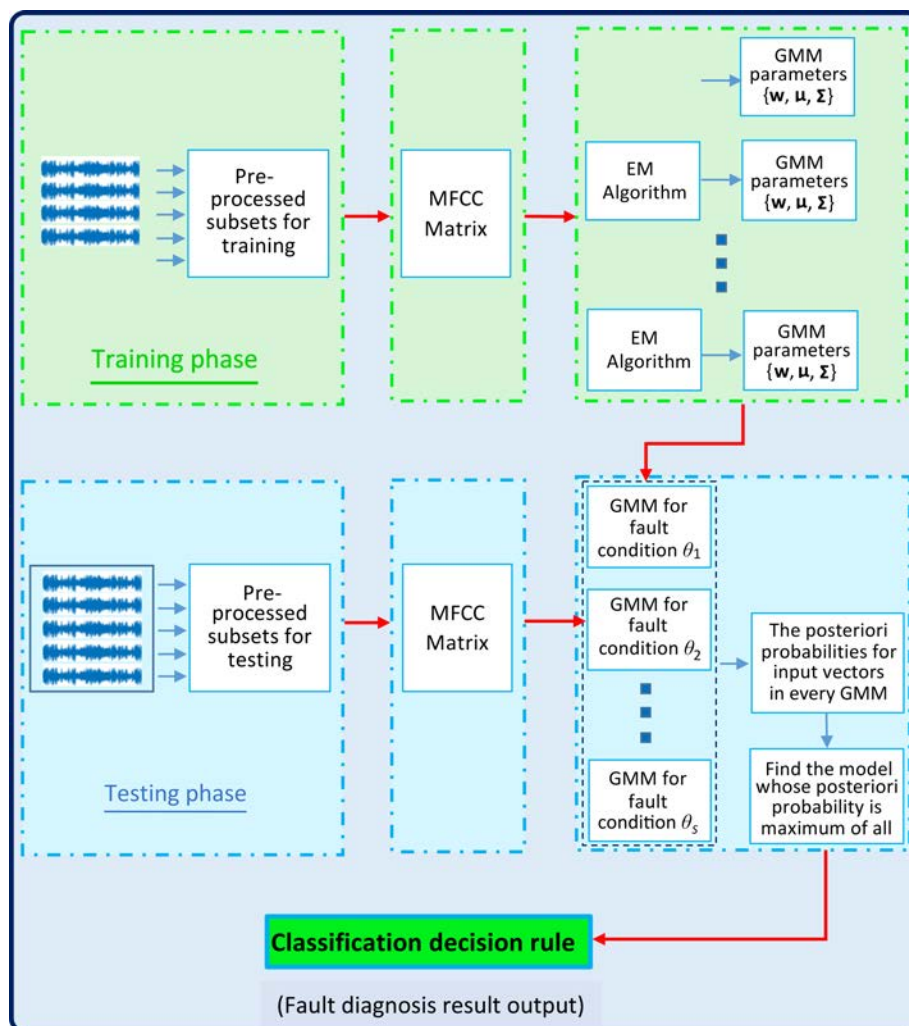 GMM
parameters
{w, μ, Σ}
Pre-
processed
subsets for
training
MFCC
Matrix
EM
Algorithm
GMM
parameters
{w, μ, Σ}
EM
Algorithm
GMM
parameters
{w, μ, Σ}
Training phase
Pre-
processed
subsets for
testing
MFCC
Matrix
GMM for
fault
condition θ1
GMM for
fault
condition θ2
GMM for
fault
condition θs
The posteriori
probabilities for
input vectors
in every GMM
Find the model
whose posteriori
probability is
maximum of all
Testing phase
Classification decision rule
(Fault diagnosis result output)